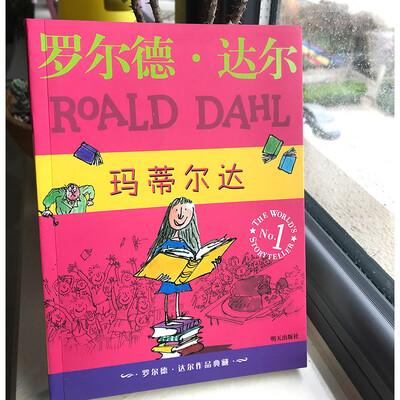 罗尔德·达尔
ROALD DAHL
玛蒂尔达
THE WORLD'S
No.1
STORYTELLER
明天出版社
·罗尔德·达尔作品典藏·